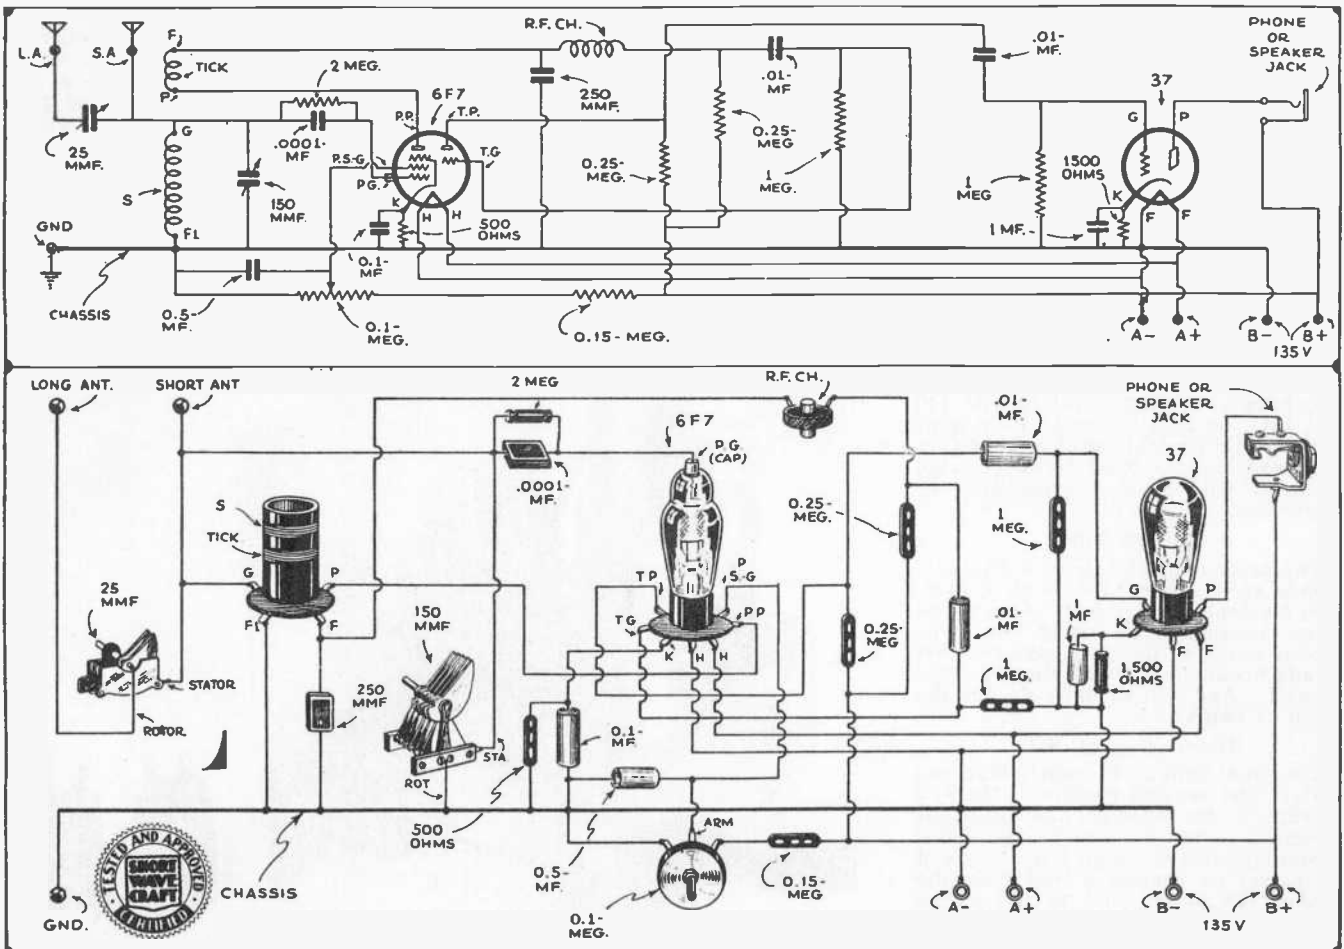 L.A.
S.A
F
TICK
P
2 MEG.
R.F. CH.
250
MMF.
.01-
MF
.01-
MF.
PHONE
OR
SPEAKER
JACK
25
MMF.
G
S
F1
.0001-
MF
150
MMF.
6F7
P.P.
T.P.
P.S-G
P.G.
T.G
K
H
H
0.1-
MF
500
OHMS
0.25-
MEG.
0.25-
MEG
1
MEG.
1
MEG
37
G
P
1500
OHMS
K
F
F
1 MF.
GND
CHASSIS
0.5-
MF.
0.1-
MEG.
0.15- MEG.
A-
A+
B-
B+
135 V
LONG ANT.
SHORT ANT
2 MEG
R.F. CH.
6F7
P.G.
(CAP)
.0001-
MF.
.01-
MF.
PHONE OR
SPEAKER
JACK
37
S
TICK
G
P
F1
F
25
MMF
STATOR
ROTOR
250
MMF
150
MMF
STA
ROT
TP
TG
K
H
H
P
S-G
PP
0.25-
MEG.
0.25-
MEG
.01-
MF
1
MEG.
1
MEG.
1
MF
1,500
OHMS
G
P
K
F
F
0.1-
MF.
500
OHMS
0.5-
MF.
ARM
0.1-
MEG.
0.15-
MEG
CHASSIS
GND.
TESTED AND APPROVED
SHORT
WAVE
CRAFT
CERTIFIED
A-
A+
B-
B+
135 V